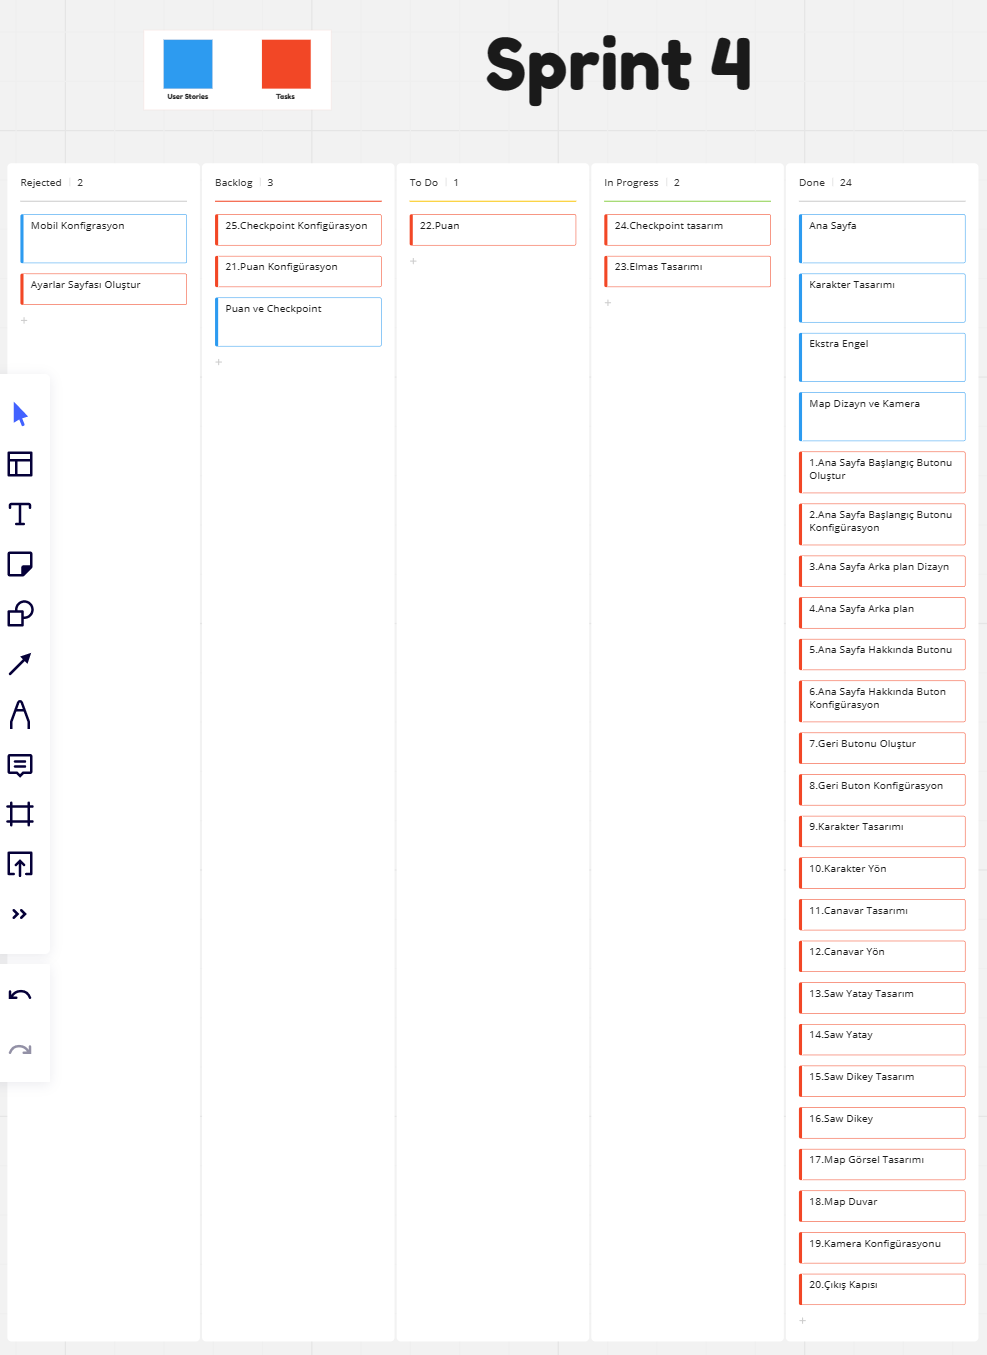 Sprint 4
User Stories
Tasks
Rejected 2
Mobil Konfigrasyon
Ayarlar Sayfası Oluştur
Backlog 3
25.Checkpoint Konfigürasyon
21.Puan Konfigürasyon
Puan ve Checkpoint
To Do 1
22.Puan
In Progress 2
24.Checkpoint tasarım
23.Elmas Tasarımı
Done 24
Ana Sayfa
Karakter Tasarımı
Ekstra Engel
Map Dizayn ve Kamera
1.Ana Sayfa Başlangıç Butonu
Oluştur
2.Ana Sayfa Başlangıç Butonu
Konfigürasyon
3.Ana Sayfa Arka plan Dizayn
4.Ana Sayfa Arka plan
5.Ana Sayfa Hakkında Butonu
6.Ana Sayfa Hakkında Buton
Konfigürasyon
7.Geri Butonu Oluştur
8.Geri Buton Konfigürasyon
9.Karakter Tasarımı
10.Karakter Yön
11.Canavar Tasarımı
12.Canavar Yön
13.Saw Yatay Tasarım
14.Saw Yatay
15.Saw Dikey Tasarım
16.Saw Dikey
17.Map Görsel Tasarımı
18.Map Duvar
19.Kamera Konfigürasyonu
20.Çıkış Kapısı